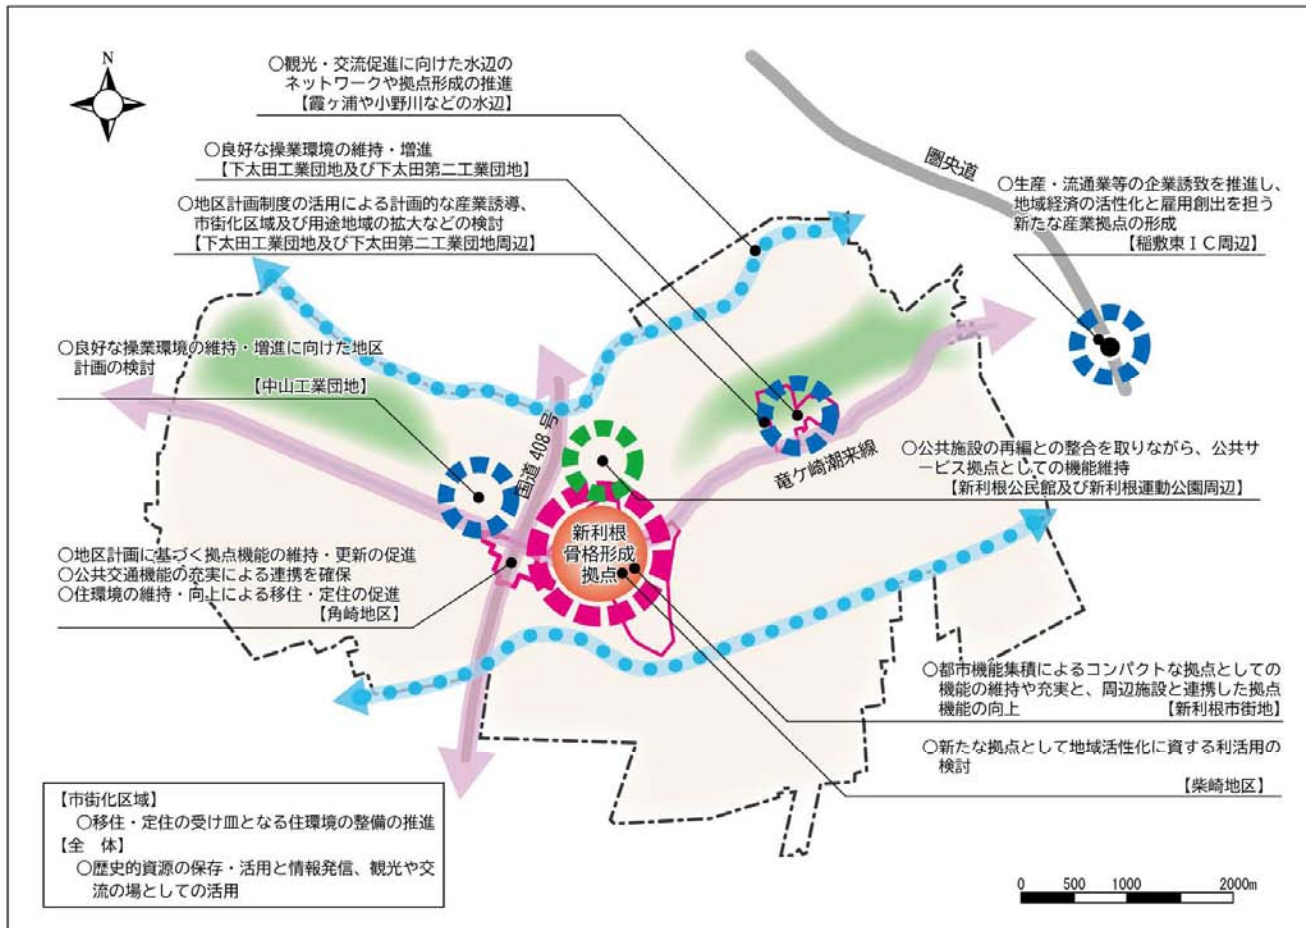 N
○観光・交流促進に向けた水辺の
ネットワークや拠点形成の推進
【霞ヶ浦や小野川などの水辺】
○良好な操業環境の維持・増進
【下太田工業団地及び下太田第二工業団地】
○地区計画制度の活用による計画的な産業誘導、
市街化区域及び用途地域の拡大などの検討
【下太田工業団地及び下太田第二工業団地周辺】
圏央道
○生産・流通業等の企業誘致を推進し、
地域経済の活性化と雇用創出を担う
新たな産業拠点の形成
【稲敷東ＩＣ周辺】
○良好な操業環境の維持・増進に向けた地区
計画の検討
【中山工業団地】
国道 408 号
竜ケ崎潮来線
○公共施設の再編との整合を取りながら、公共サ
ービス拠点としての機能維持
【新利根公民館及び新利根運動公園周辺】
新利根
骨格形成
拠点
○地区計画に基づく拠点機能の維持・更新の促進
○公共交通機能の充実による連携を確保
○住環境の維持・向上による移住・定住の促進
【角崎地区】
○都市機能集積によるコンパクトな拠点としての
機能の維持や充実と、周辺施設と連携した拠点
機能の向上 【新利根市街地】
○新たな拠点として地域活性化に資する利活用の
検討
【柴崎地区】
【市街化区域】
○移住・定住の受け皿となる住環境の整備の推進
【全 体】
○歴史的資源の保存・活用と情報発信、観光や交
流の場としての活用
0 500 1000 2000m